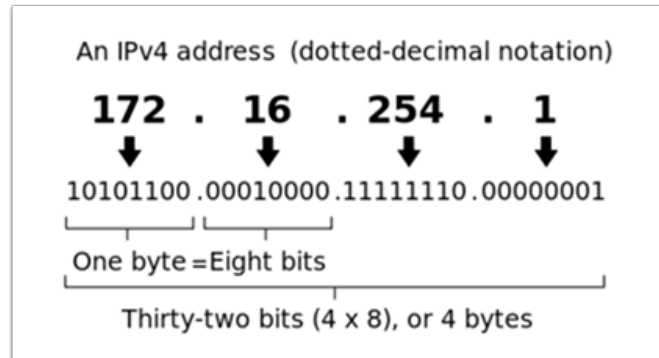 An IPv4 address (dotted-decimal notation)
172 . 16 . 254 . 1
10101100 .00010000 .11111110 .00000001
One byte =Eight bits
Thirty-two bits (4 x 8), or 4 bytes